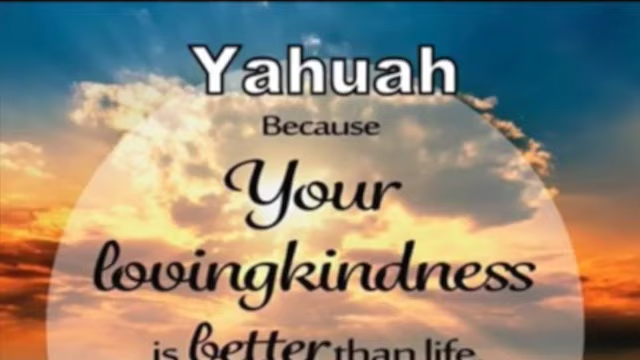 Yahuah
Because
Your
lovingkindness
is better than life